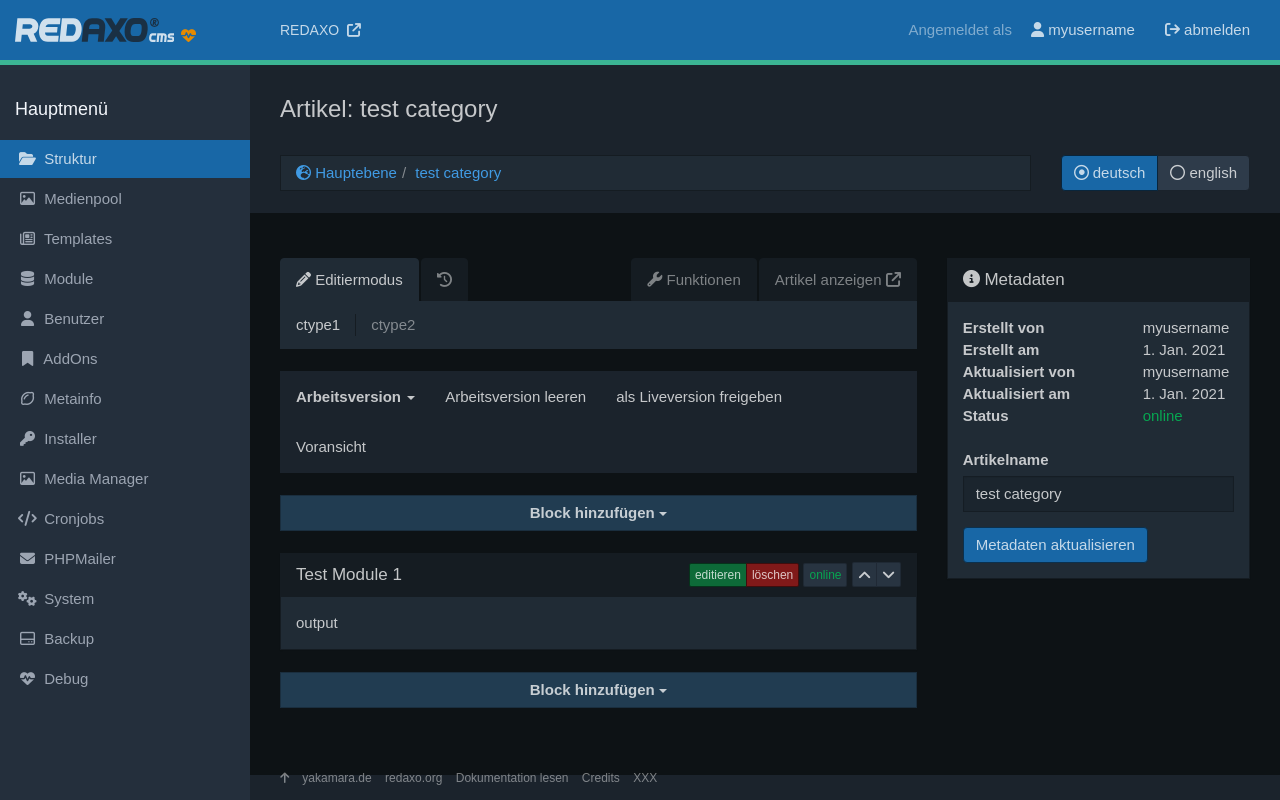 REDAXO® cms
REDAXO
Angemeldet als myusername abmelden
Hauptmenü
Struktur
Medienpool
Templates
Module
Benutzer
AddOns
Metainfo
Installer
Media Manager
Cronjobs
PHPMailer
System
Backup
Debug
Artikel: test category
Hauptebene / test category
deutsch english
Editiermodus Funktionen Artikel anzeigen
ctype1 ctype2
Arbeitsversion Arbeitsversion leeren als Liveversion freigeben
Voransicht
Block hinzufügen
Test Module 1 editieren löschen online
output
Block hinzufügen
Metadaten
Erstellt von myusername
Erstellt am 1. Jan. 2021
Aktualisiert von myusername
Aktualisiert am 1. Jan. 2021
Status online
Artikelname
test category
Metadaten aktualisieren
yakamara.de redaxo.org Dokumentation lesen Credits XXX